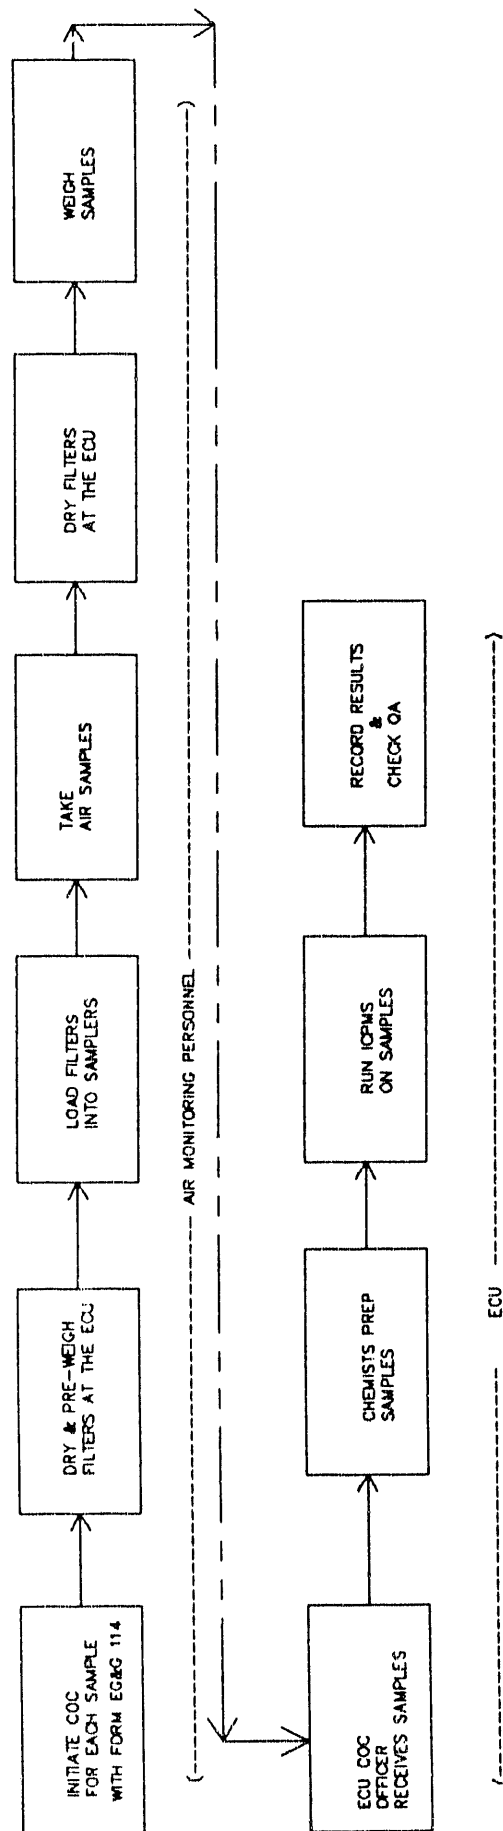 INITIATE COC
FOR EACH SAMPLE
WITH FORM EG&G 114
DRY & PRE-WEIGH
FILTERS AT THE ECU
LOAD FILTERS
INTO SAMPLERS
TAKE
AIR SAMPLES
DRY FILTERS
AT THE ECU
WEIGH
SAMPLES
AIR MONITORING PERSONNEL
ECU COC
OFFICER
RECEIVES SAMPLES
CHEMISTS PREP
SAMPLES
RUN ICPMS
ON SAMPLES
RECORD RESULTS
&
CHECK QA
ECU